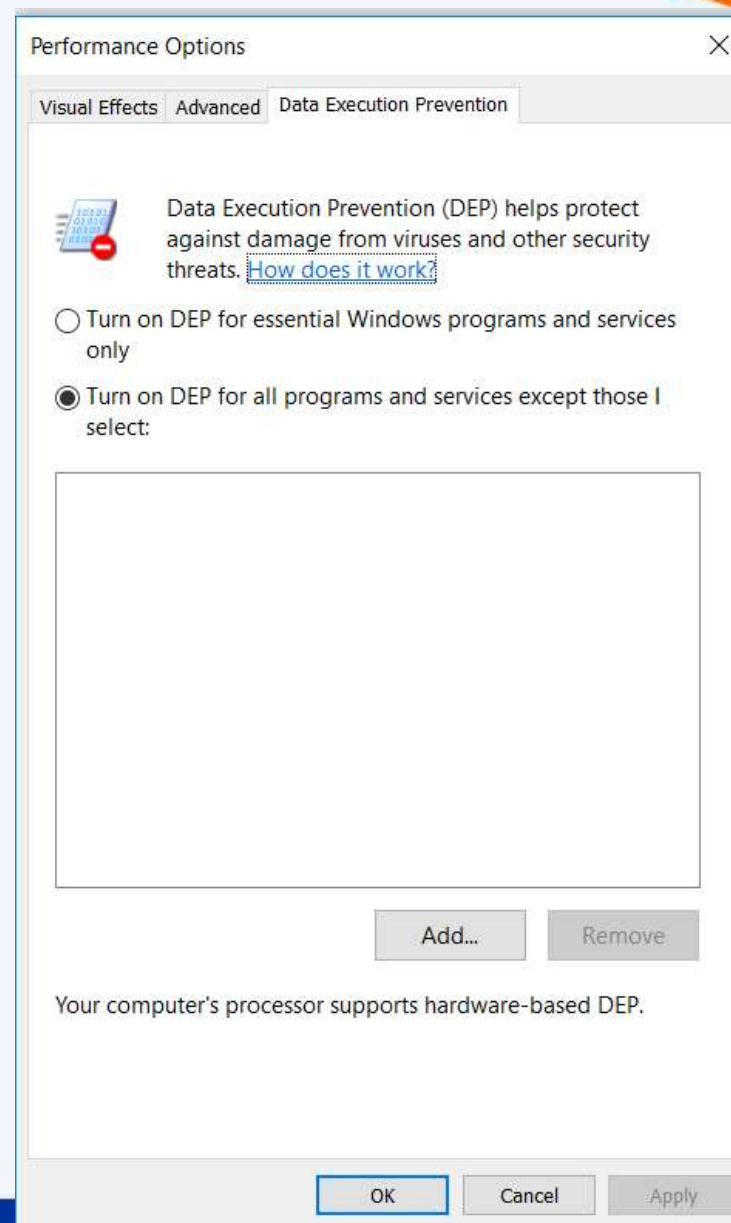 Performance Options
Visual Effects Advanced Data Execution Prevention
Data Execution Prevention (DEP) helps protect
against damage from viruses and other security
threats. How does it work?
Turn on DEP for essential Windows programs and services
only
Turn on DEP for all programs and services except those I
select:
Add... Remove
Your computer's processor supports hardware-based DEP.
OK Cancel Apply